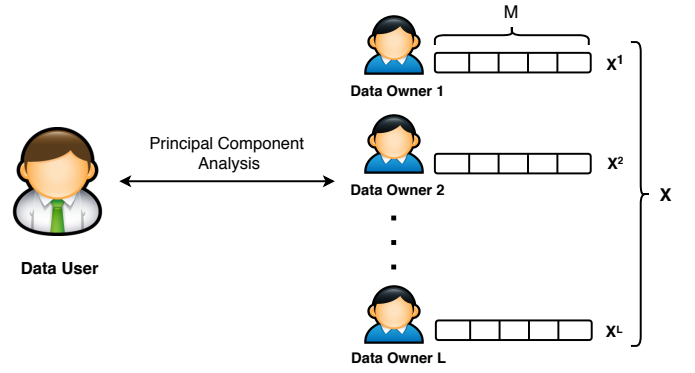 M
X¹
Data Owner 1
Principal Component
Analysis
X²
Data Owner 2
X
Data User
Xᴸ
Data Owner L